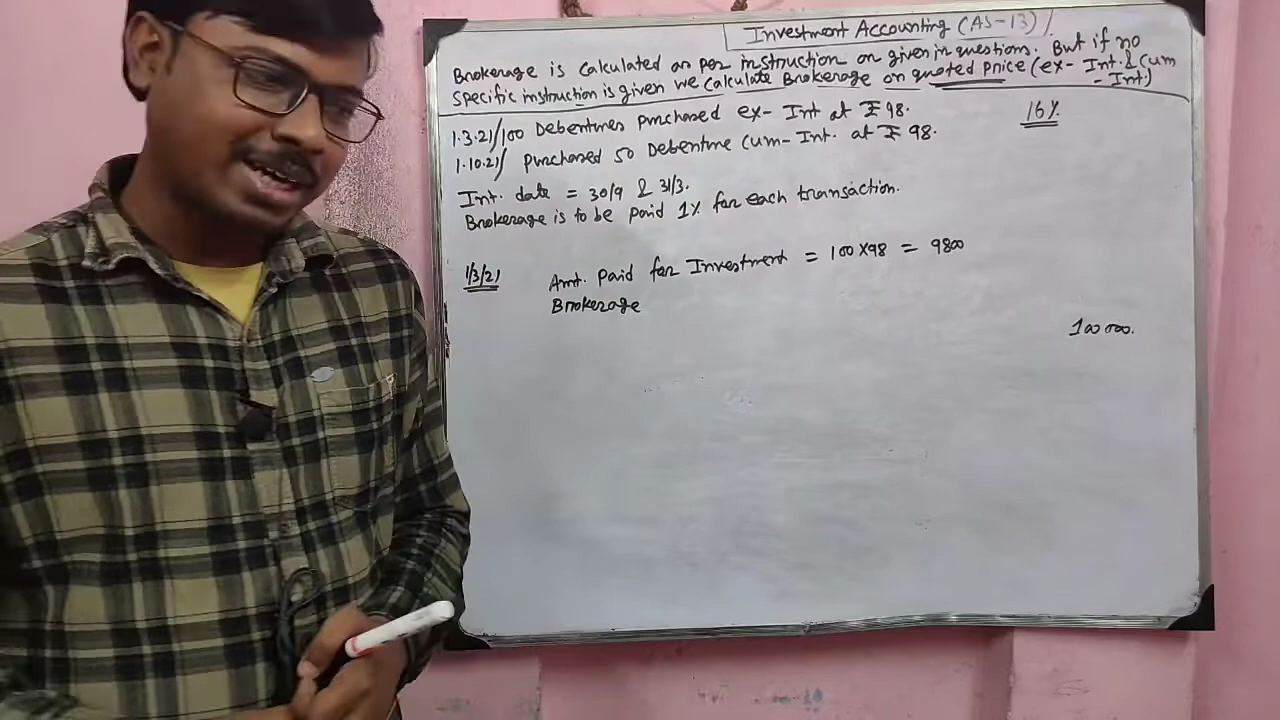 Investment Accounting (AS-13)
Brokerage is calculated as per instruction as given in questions. But if no
specific instruction is given we calculate Brokerage on quoted price (ex-Int. & Cum
-Int)
1.3.21/ 100 Debentures purchased ex-Int at ₹98.
16%
1.10.21/ purchased 50 Debenture Cum-Int. at ₹98.
Int. date = 30/9 & 31/3.
Brokerage is to be paid 1% for each transaction.
1/3/21 Amt. paid for Investment = 100×98 = 9800
Brokerage